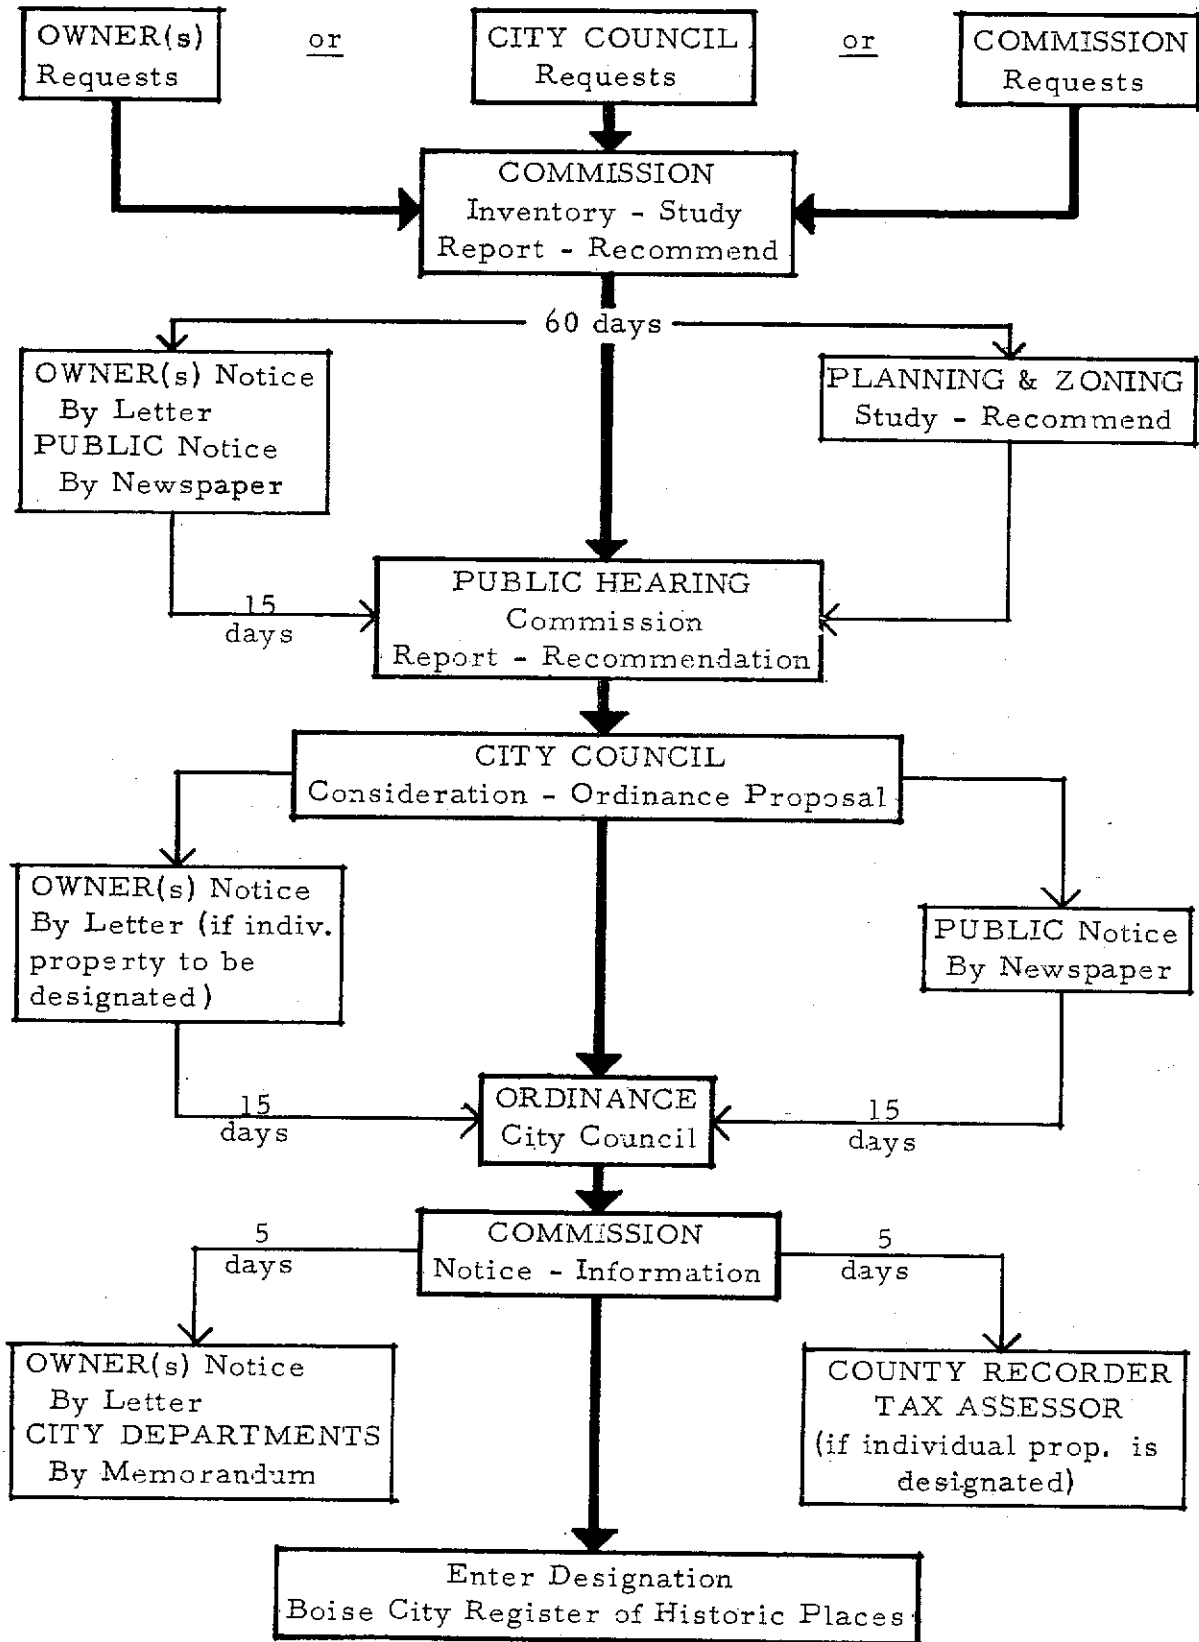 OWNER(s)
Requests
or
CITY COUNCIL
Requests
or
COMMISSION
Requests
COMMISSION
Inventory - Study
Report - Recommend
60 days
OWNER(s) Notice
By Letter
PUBLIC Notice
By Newspaper
PLANNING & ZONING
Study - Recommend
15
days
PUBLIC HEARING
Commission
Report - Recommendation
CITY COUNCIL
Consideration - Ordinance Proposal
OWNER(s) Notice
By Letter (if indiv.
property to be
designated)
PUBLIC Notice
By Newspaper
15
days
ORDINANCE
City Council
15
days
5
days
COMMISSION
Notice - Information
5
days
OWNER(s) Notice
By Letter
CITY DEPARTMENTS
By Memorandum
COUNTY RECORDER
TAX ASSESSOR
(if individual prop. is
designated)
Enter Designation
Boise City Register of Historic Places